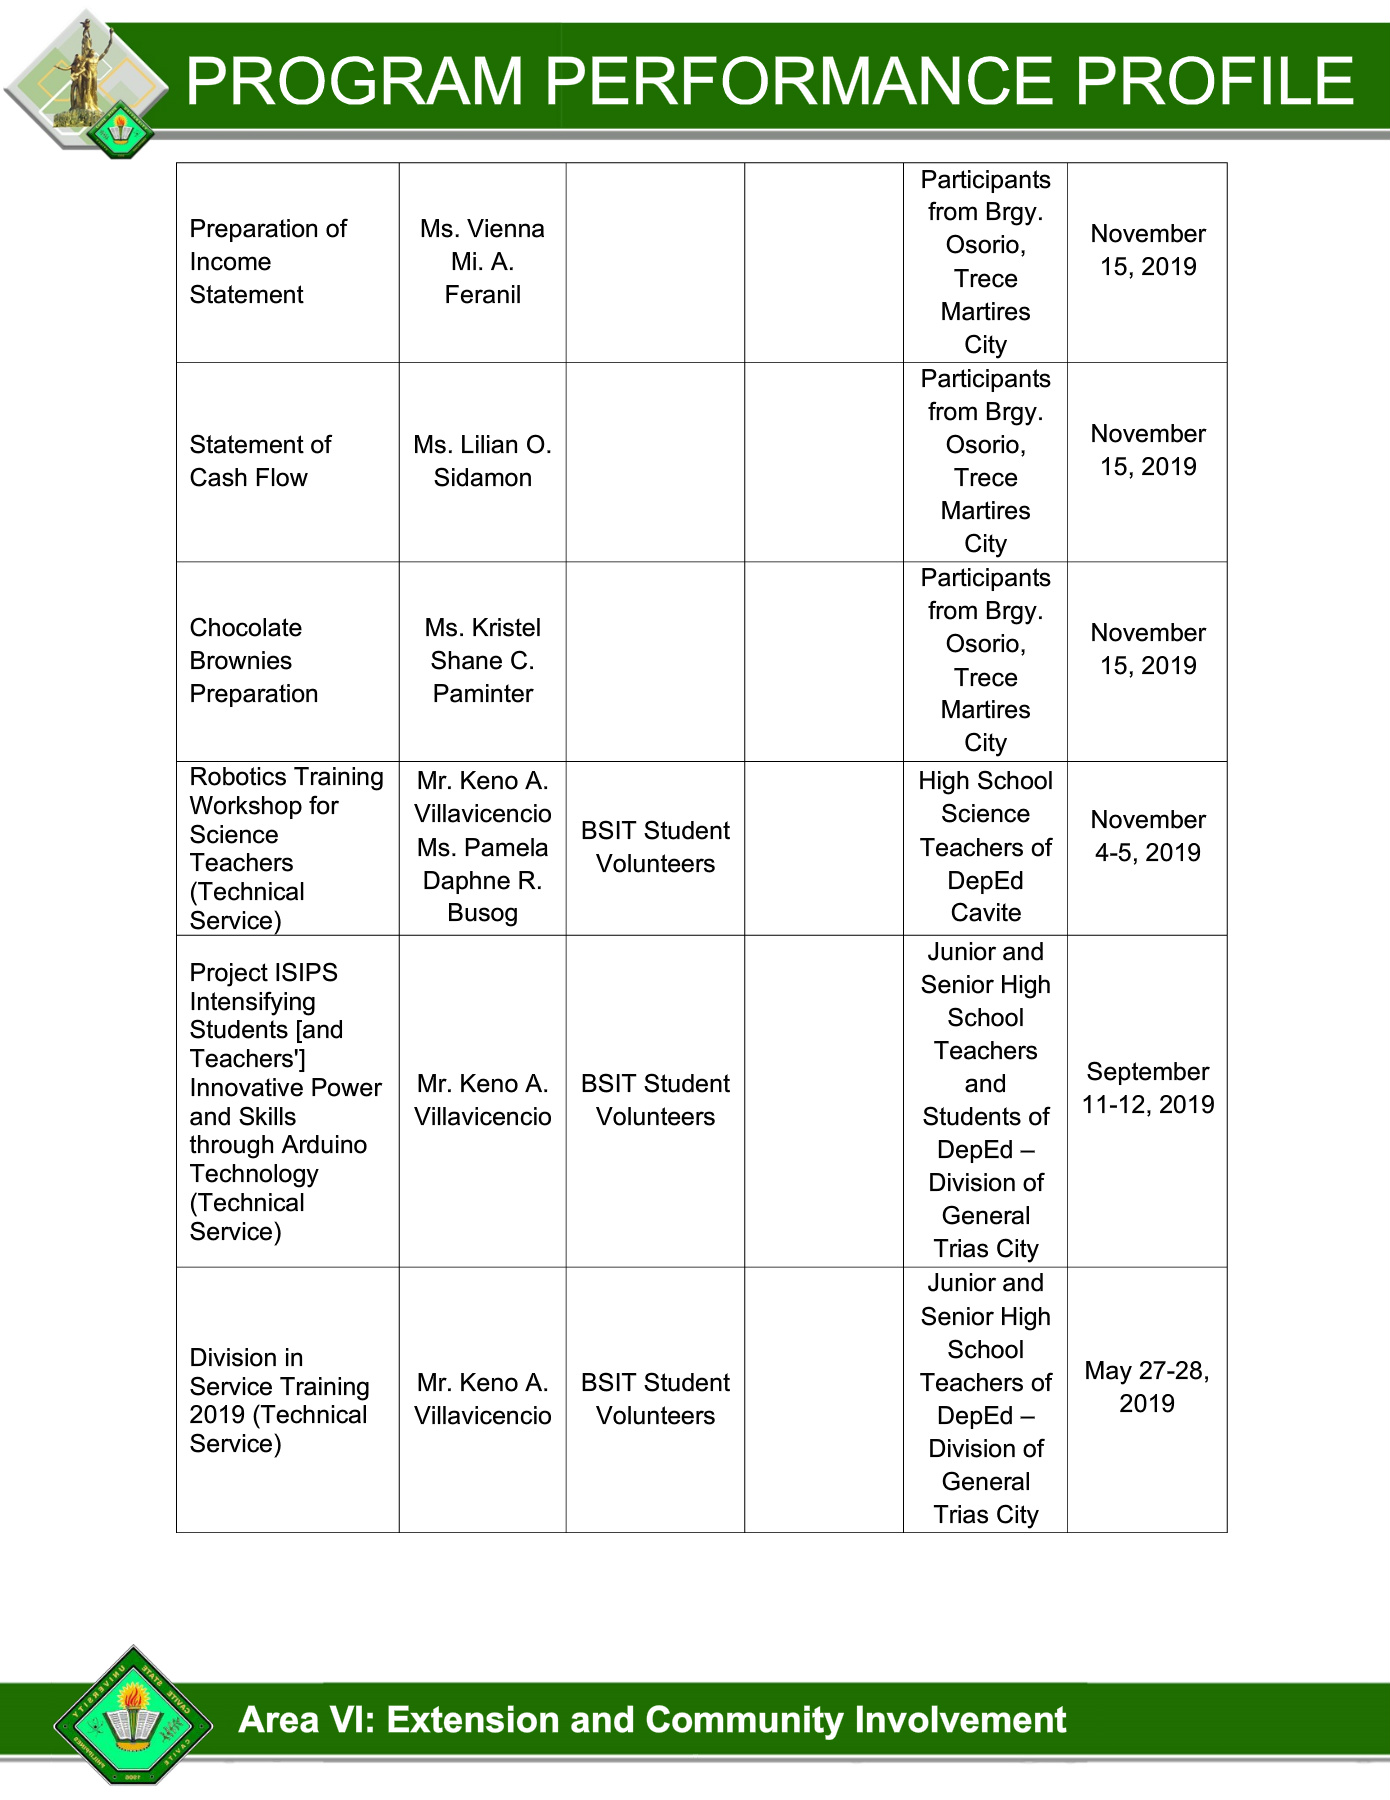 PROGRAM PERFORMANCE PROFILE
Preparation of
Income
Statement
Ms. Vienna
Mi. A.
Feranil
Participants
from Brgy.
Osorio,
Trece
Martires
City
November
15, 2019
Statement of
Cash Flow
Ms. Lilian O.
Sidamon
Participants
from Brgy.
Osorio,
Trece
Martires
City
November
15, 2019
Chocolate
Brownies
Preparation
Ms. Kristel
Shane C.
Paminter
Participants
from Brgy.
Osorio,
Trece
Martires
City
November
15, 2019
Robotics Training
Workshop for
Science
Teachers
(Technical
Service)
Mr. Keno A.
Villavicencio
Ms. Pamela
Daphne R.
Busog
BSIT Student
Volunteers
High School
Science
Teachers of
DepEd
Cavite
November
4-5, 2019
Project ISIPS
Intensifying
Students [and
Teachers']
Innovative Power
and Skills
through Arduino
Technology
(Technical
Service)
Mr. Keno A.
Villavicencio
BSIT Student
Volunteers
Junior and
Senior High
School
Teachers
and
Students of
DepEd –
Division of
General
Trias City
September
11-12, 2019
Division in
Service Training
2019 (Technical
Service)
Mr. Keno A.
Villavicencio
BSIT Student
Volunteers
Junior and
Senior High
School
Teachers of
DepEd –
Division of
General
Trias City
May 27-28,
2019
CAVITE STATE UNIVERSITY
CAVITE
PHILIPPINES
Area VI: Extension and Community Involvement